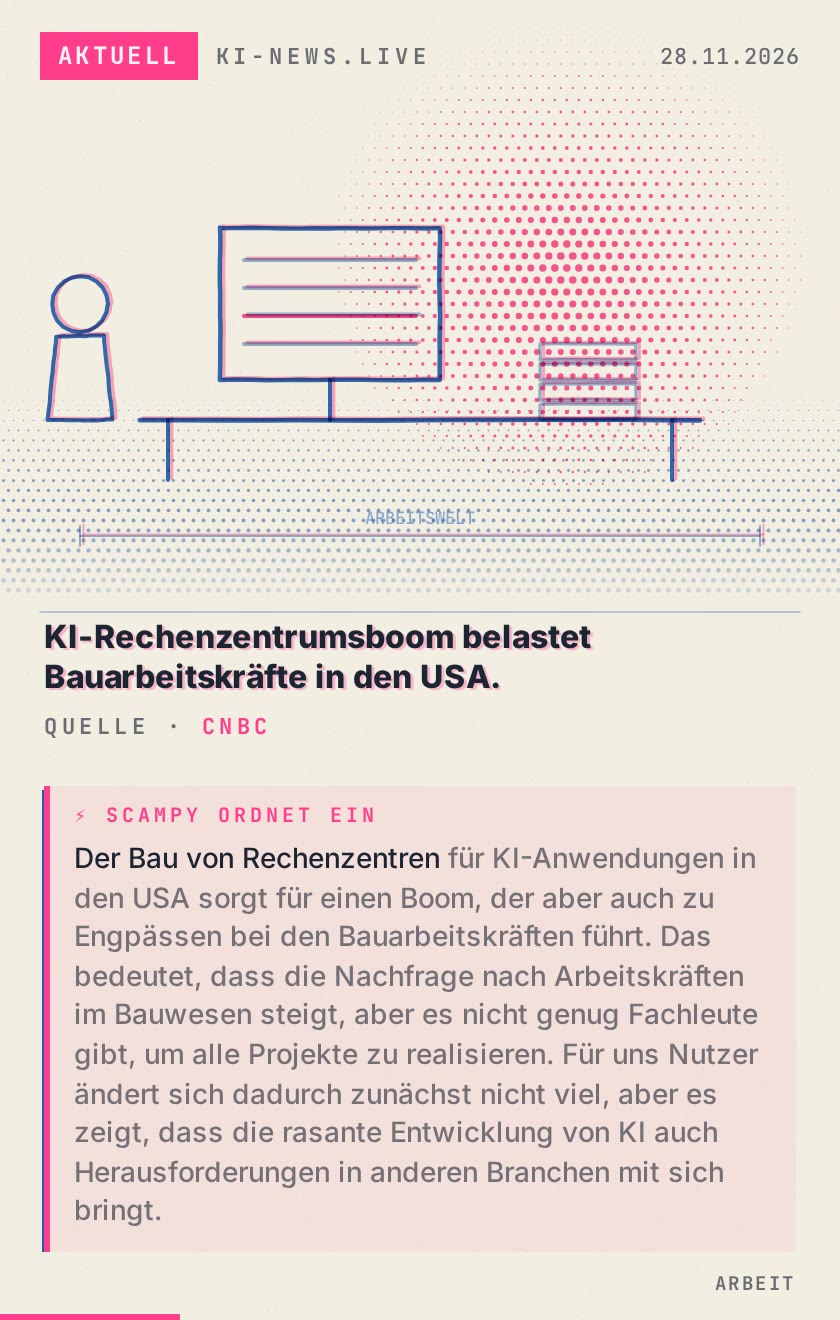 AKTUELL KI-NEWS.LIVE 28.11.2026
ARBEITSWELT
KI-Rechenzentrumsboom belastet
Bauarbeitskräfte in den USA.
QUELLE · CNBC
⚡ SCAMPY ORDNET EIN
Der Bau von Rechenzentren für KI-Anwendungen in
den USA sorgt für einen Boom, der aber auch zu
Engpässen bei den Bauarbeitskräften führt. Das
bedeutet, dass die Nachfrage nach Arbeitskräften
im Bauwesen steigt, aber es nicht genug Fachleute
gibt, um alle Projekte zu realisieren. Für uns Nutzer
ändert sich dadurch zunächst nicht viel, aber es
zeigt, dass die rasante Entwicklung von KI auch
Herausforderungen in anderen Branchen mit sich
bringt.
ARBEIT